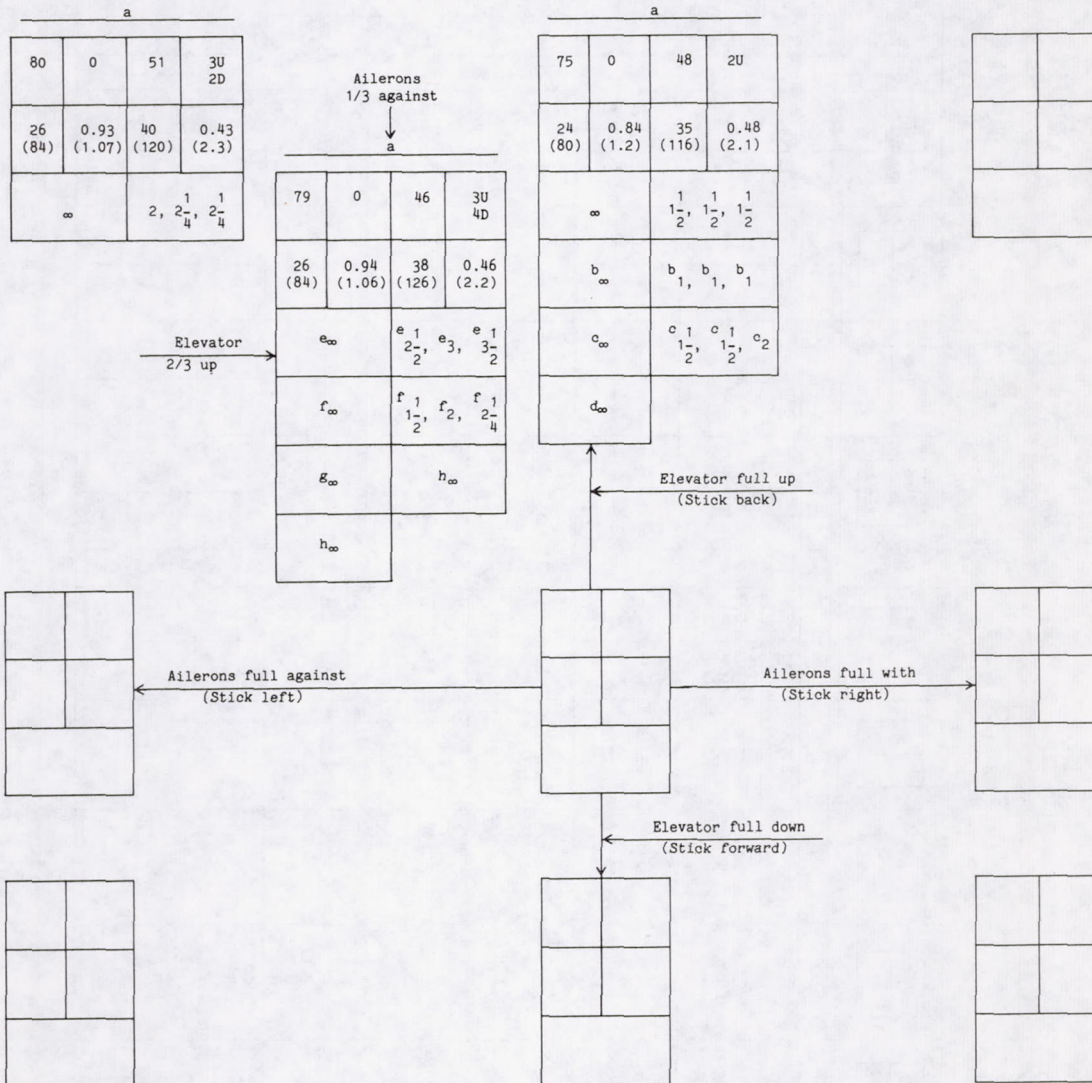 a
80 0 51 3U
2D
26 0.93 40 0.43
(84) (1.07) (120) (2.3)
∞ 2, 2 1/4, 2 1/4
Ailerons
1/3 against
a
79 0 46 3U
4D
26 0.94 38 0.46
(84) (1.06) (126) (2.2)
e∞ e 2 1/2, e 3, e 3 1/2
f∞ f 1 1/2, f 2, f 2 1/4
g∞ h∞
h∞
Elevator
2/3 up
a
75 0 48 2U
24 0.84 35 0.48
(80) (1.2) (116) (2.1)
∞ 1 1/2, 1 1/2, 1 1/2
b∞ b 1, b 1, b 1
c∞ c 1 1/2, c 1 1/2, c 2
d∞
Elevator full up
(Stick back)
Ailerons full against
(Stick left)
Ailerons full with
(Stick right)
Elevator full down
(Stick forward)